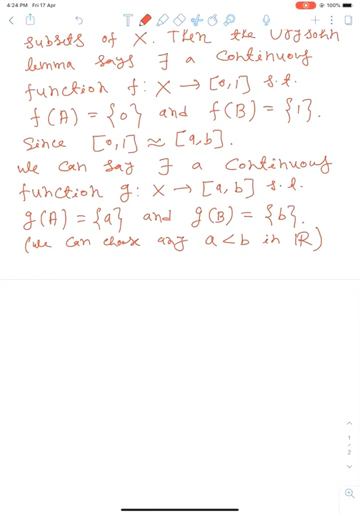 4:24 PM Fri 17 Apr
subsets of X. Then the Urysohn
lemma says ∃ a continuous
function f: X → [0,1] s.t.
f(A) = {0} and f(B) = {1}.
Since [0,1] ≈ [a,b].
we can say ∃ a continuous
function g: X → [a,b] s.t.
g(A) = {a} and g(B) = {b}.
(we can chose any a < b in ℝ)
1
2